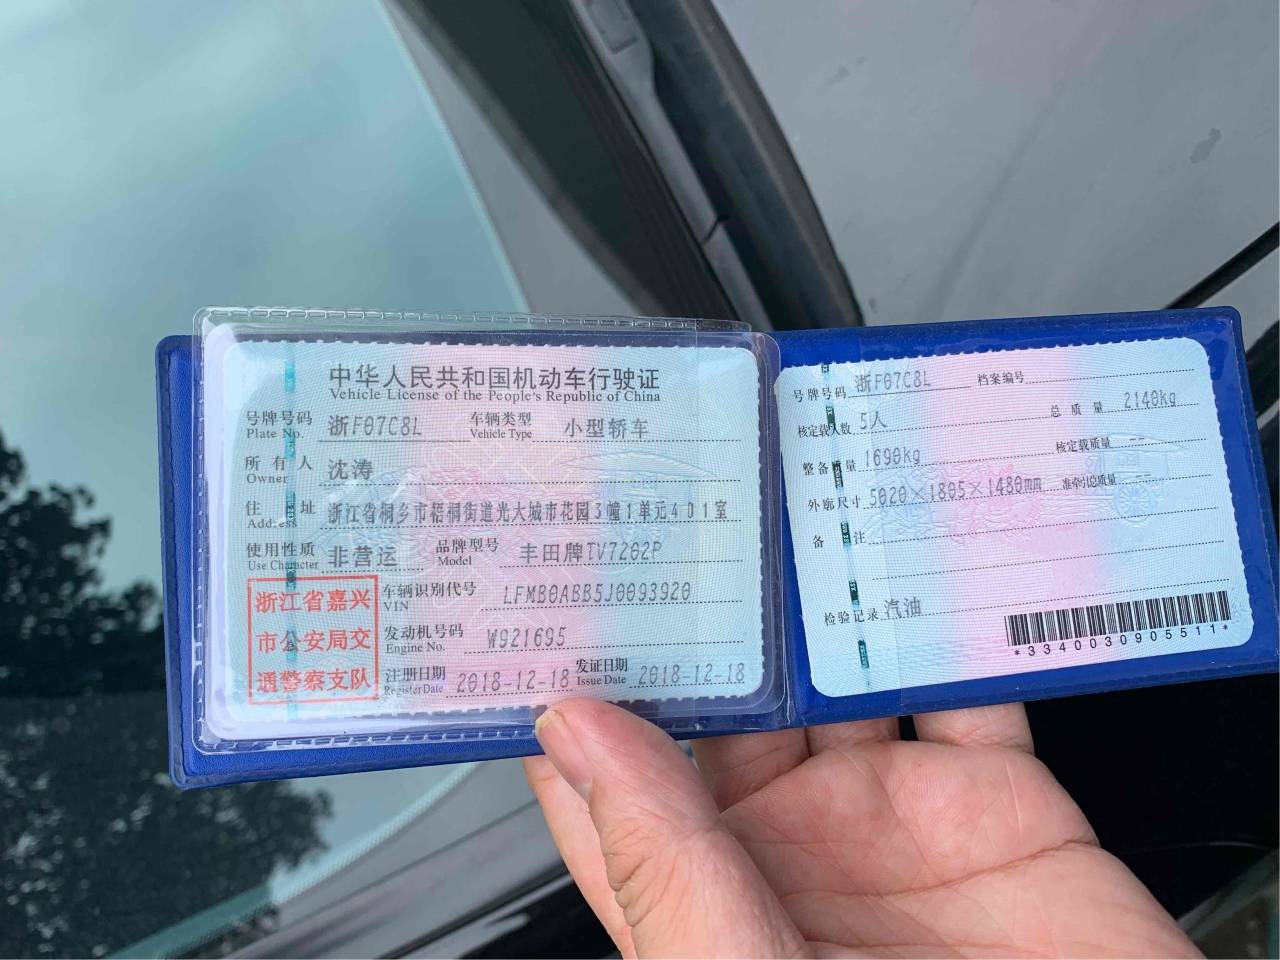 中华人民共和国机动车行驶证
Vehicle License of the People's Republic of China
号牌号码 浙F07C8L 车辆类型 小型轿车
Plate No. Vehicle Type
所有人 沈涛
Owner
住址 浙江省桐乡市梧桐街道光大城市花园3幢1单元401室
Address
使用性质 非营运 品牌型号 丰田牌TV7202P
Use Character Model
车辆识别代号 LFMB0ABB5J0093920
VIN
发动机号码 W921695
Engine No.
注册日期 2018-12-18 发证日期 2018-12-18
Register Date Issue Date
浙江省嘉兴
市公安局交
通警察支队
号牌号码 浙F07C8L 档案编号
核定载人数 5人 总质量 2140kg
整备质量 1690kg 核定载质量 --
外廓尺寸 5020×1805×1480mm 准牵引总质量
备注
检验记录 汽油
*3340030905511*